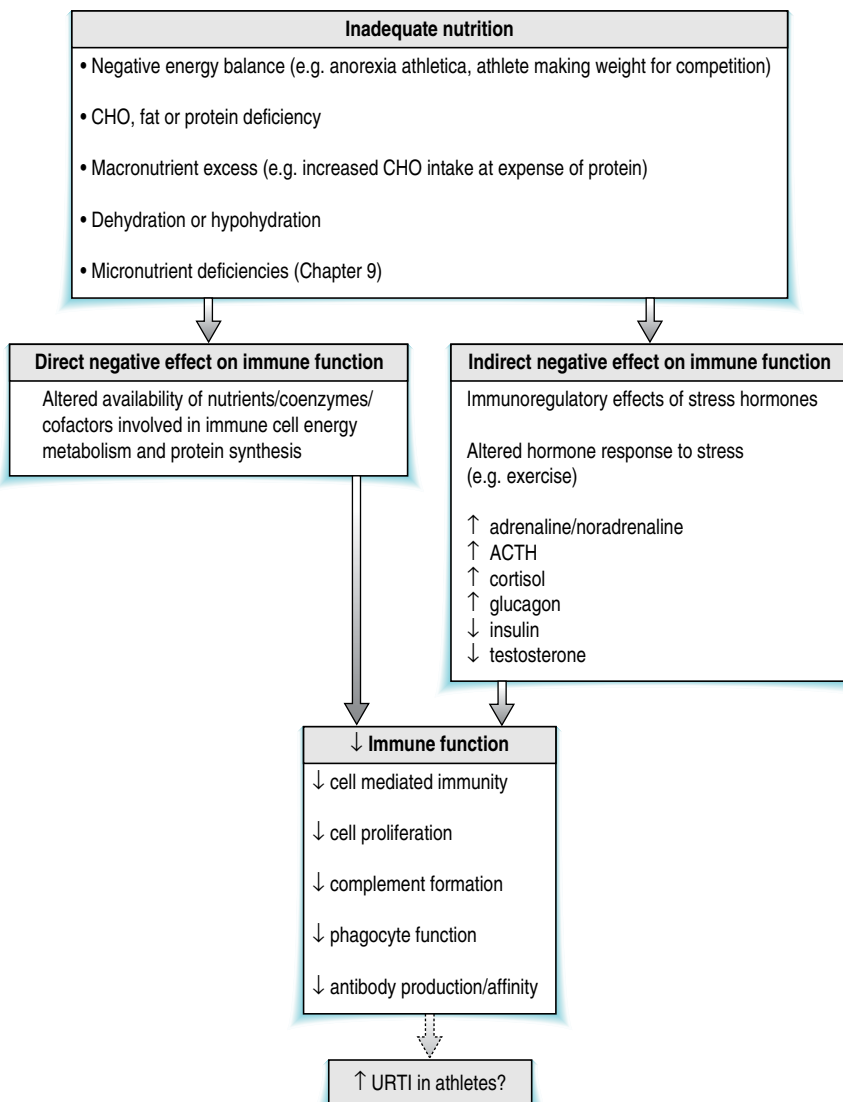 Inadequate nutrition
• Negative energy balance (e.g. anorexia athletica, athlete making weight for competition)
• CHO, fat or protein deficiency
• Macronutrient excess (e.g. increased CHO intake at expense of protein)
• Dehydration or hypohydration
• Micronutrient deficiencies (Chapter 9)
Direct negative effect on immune function
Altered availability of nutrients/coenzymes/
cofactors involved in immune cell energy
metabolism and protein synthesis
Indirect negative effect on immune function
Immunoregulatory effects of stress hormones
Altered hormone response to stress
(e.g. exercise)
↑ adrenaline/noradrenaline
↑ ACTH
↑ cortisol
↑ glucagon
↓ insulin
↓ testosterone
↓ Immune function
↓ cell mediated immunity
↓ cell proliferation
↓ complement formation
↓ phagocyte function
↓ antibody production/affinity
↑ URTI in athletes?